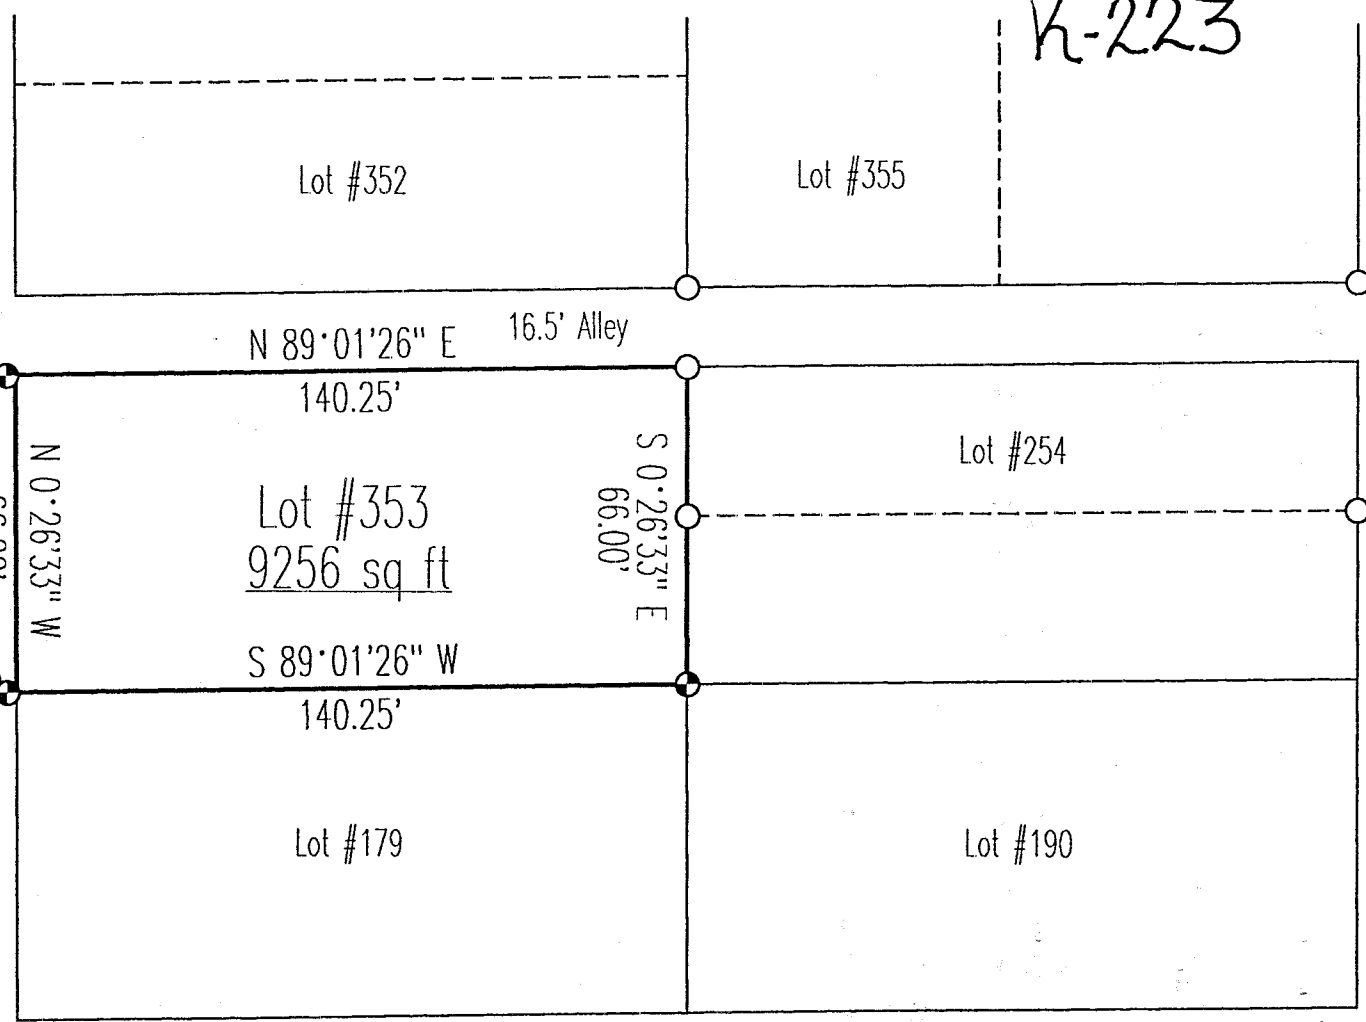 K-223
Lot #352
Lot #355
16.5' Alley
N 89°01'26" E
140.25'
Lot #254
N 0°26'33" W
S 0°26'33" E
66.00'
Lot #353
9256 sq ft
S 89°01'26" W
140.25'
Lot #179
Lot #190